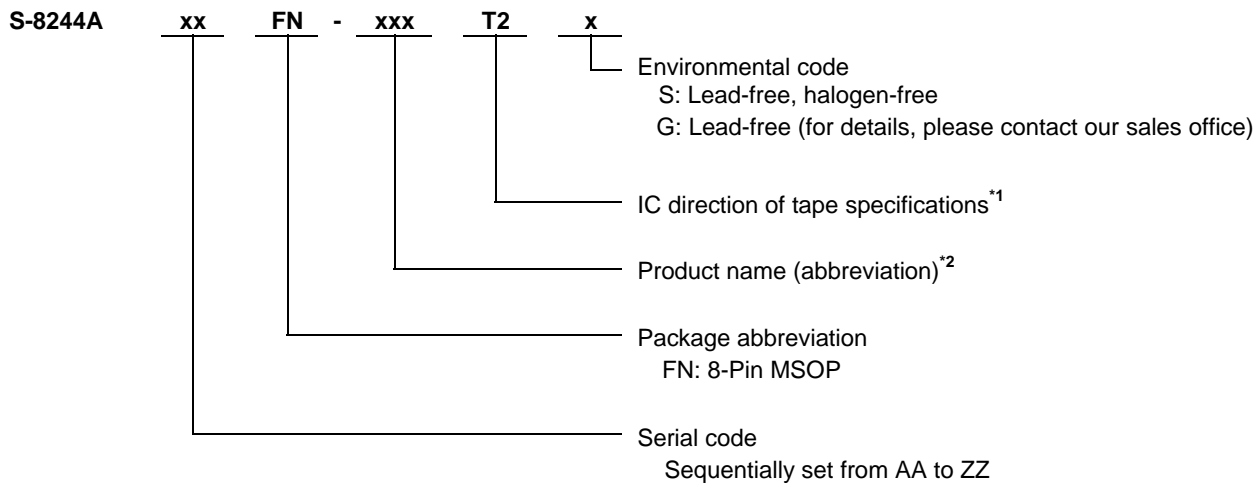 S-8244A xx FN - xxx T2 x
Environmental code
S: Lead-free, halogen-free
G: Lead-free (for details, please contact our sales office)
IC direction of tape specifications*1
Product name (abbreviation)*2
Package abbreviation
FN: 8-Pin MSOP
Serial code
Sequentially set from AA to ZZ